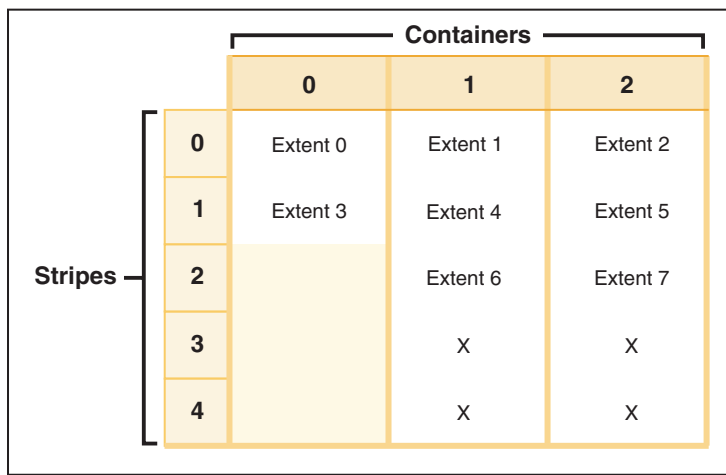 Containers
0 1 2
0 Extent 0 Extent 1 Extent 2
1 Extent 3 Extent 4 Extent 5
Stripes 2 Extent 6 Extent 7
3 X X
4 X X